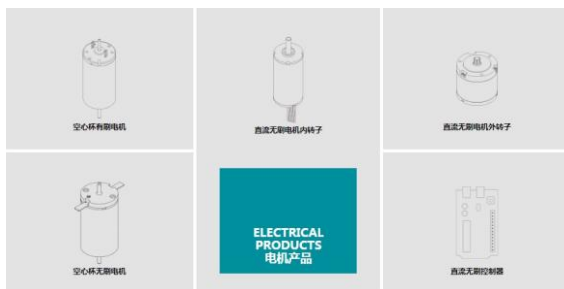 空心杯有刷电机
直流无刷电机内转子
直流无刷电机外转子
空心杯无刷电机
ELECTRICAL
PRODUCTS
电机产品
直流无刷控制器